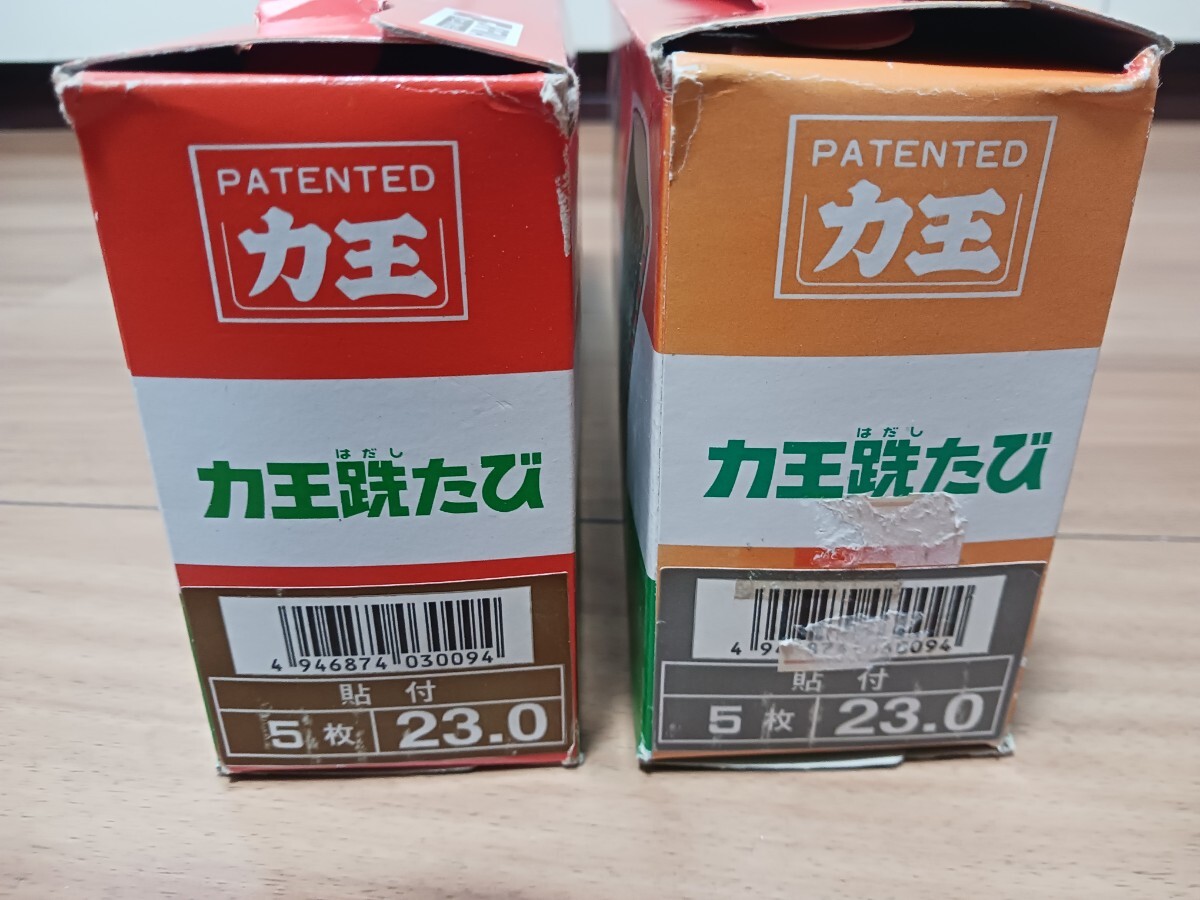 PATENTED
力王
はだし
力王跣たび
4 946874 030094
貼付
5枚 23.0
PATENTED
力王
はだし
力王跣たび
貼付
5枚 23.0